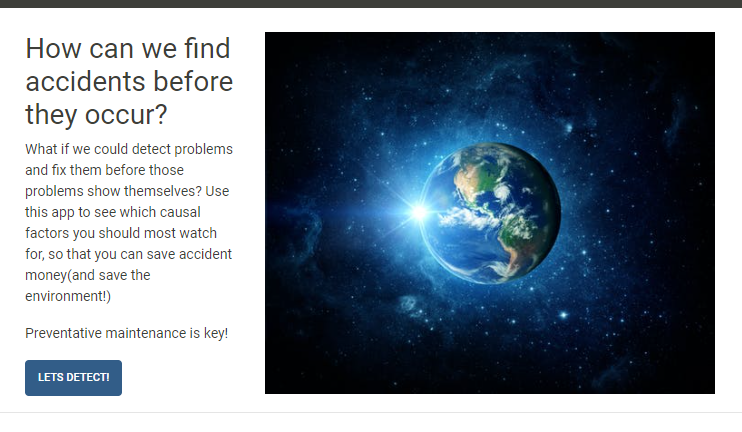 How can we find
accidents before
they occur?
What if we could detect problems
and fix them before those
problems show themselves? Use
this app to see which causal
factors you should most watch
for, so that you can save accident
money(and save the
environment!)
Preventative maintenance is key!
LETS DETECT!